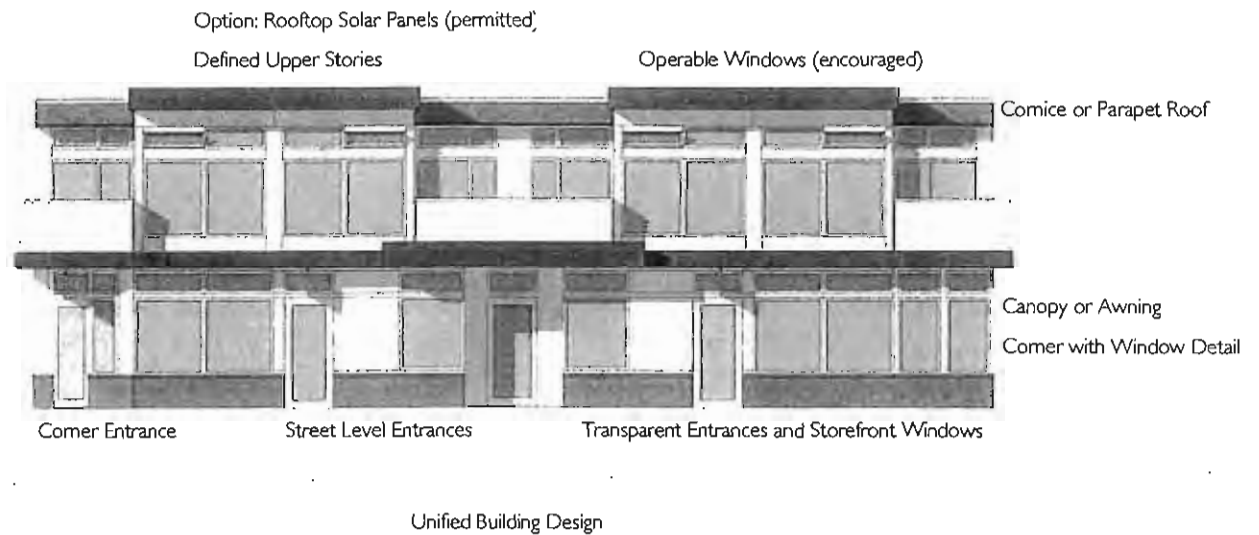 Option: Rooftop Solar Panels (permitted)
Defined Upper Stories
Operable Windows (encouraged)
Cornice or Parapet Roof
Canopy or Awning
Corner with Window Detail
Corner Entrance
Street Level Entrances
Transparent Entrances and Storefront Windows
Unified Building Design